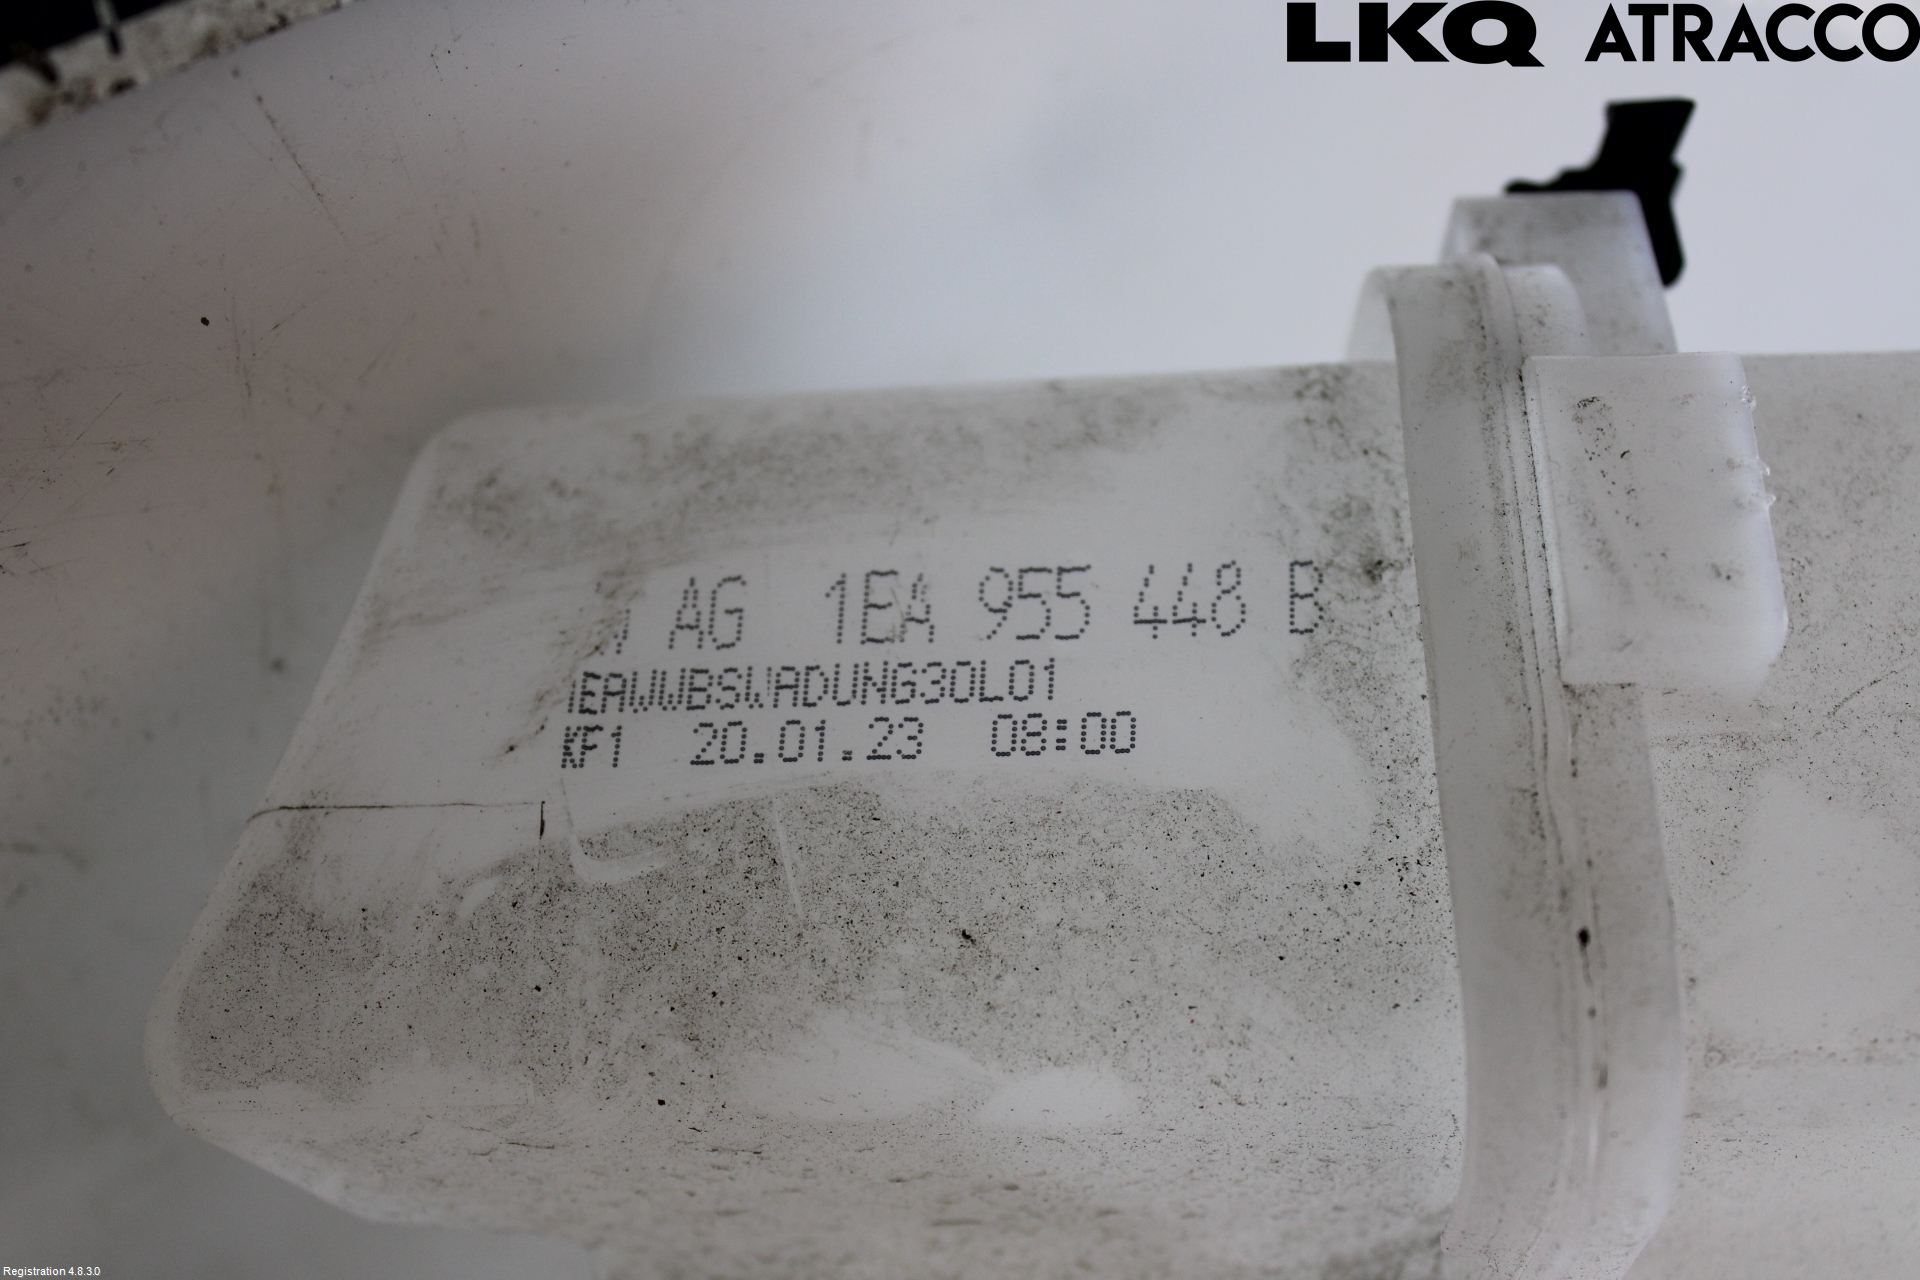 LKQ ATRACCO
AG 1EA 955 448 B
1EAWWBSWADUNG30L01
KF1 20.01.23 08:00
Registration 4.8.3.0